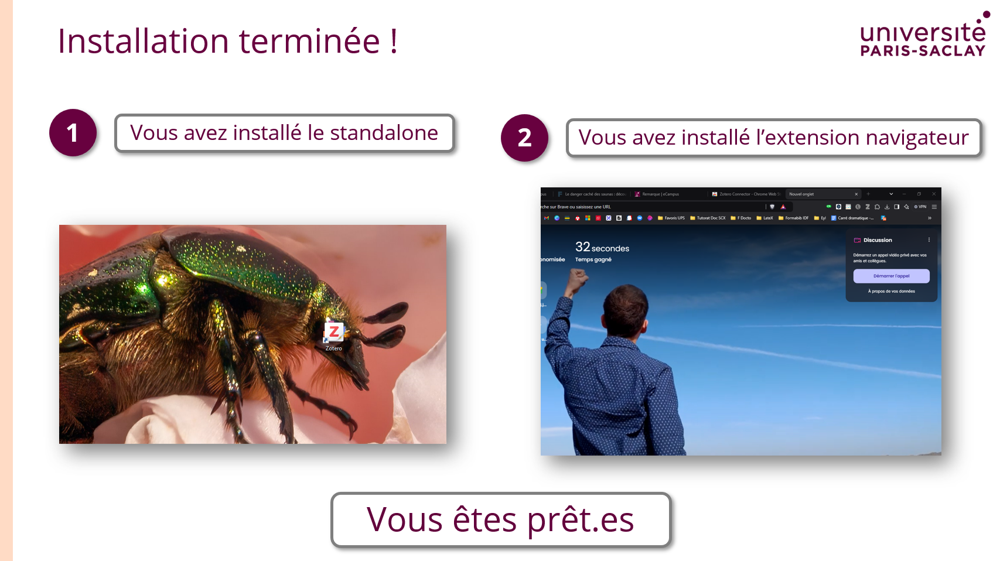 Installation terminée !
université
PARIS-SACLAY
1
Vous avez installé le standalone
2
Vous avez installé l’extension navigateur
Zotero
Le danger caché des saunas : décou
Remarque | eCampus
Zotero Connector - Chrome Web St
Nouvel onglet
rche sur Brave ou saisissez une URL
VPN
Favoris UPS
Tutorat Doc SCX
F Docto
LateX
Formabib IDF
Eyl
Carré dramatique -...
32 secondes
onomisée
Temps gagné
Discussion
Démarrez un appel vidéo privé avec vos
amis et collègues.
Démarrer l'appel
À propos de vos données
Vous êtes prêt.es